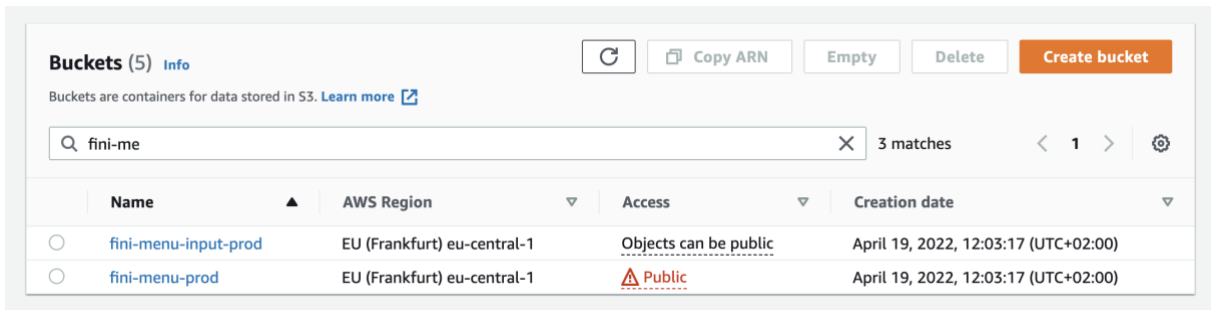 Buckets (5) Info
Copy ARN Empty Delete Create bucket
Buckets are containers for data stored in S3. Learn more
fini-me 3 matches 1
Name AWS Region Access Creation date
fini-menu-input-prod EU (Frankfurt) eu-central-1 Objects can be public April 19, 2022, 12:03:17 (UTC+02:00)
fini-menu-prod EU (Frankfurt) eu-central-1 Public April 19, 2022, 12:03:17 (UTC+02:00)